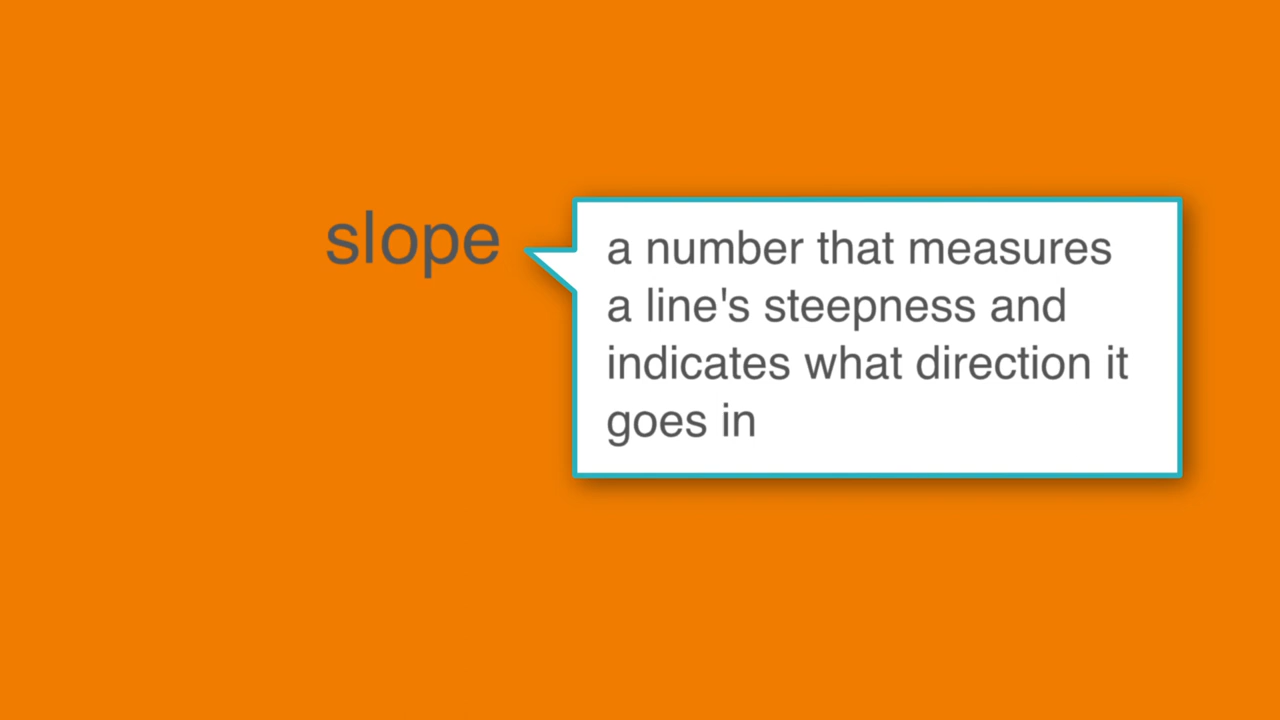 slope
a number that measures
a line's steepness and
indicates what direction it
goes in